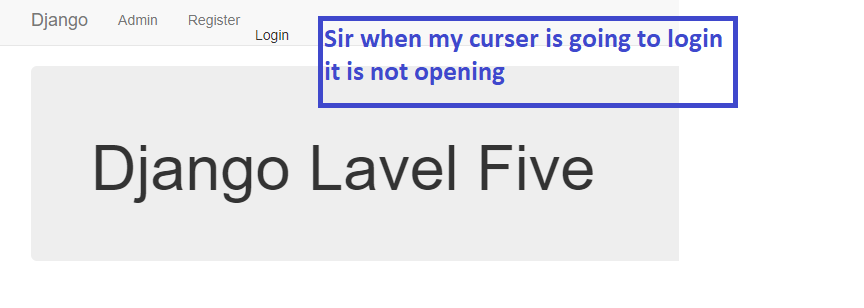 Django Admin Register Login
Sir when my curser is going to login
it is not opening
Django Lavel Five